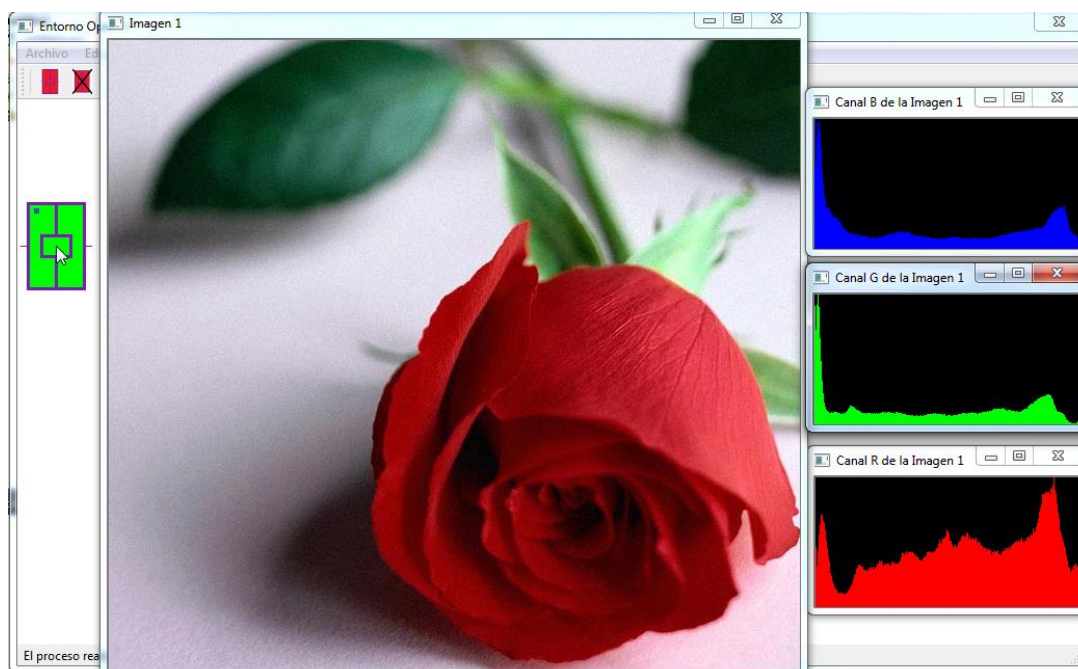 Entorno Op
Imagen 1
Archivo Ed
Canal B de la Imagen 1
Canal G de la Imagen 1
Canal R de la Imagen 1
El proceso rea